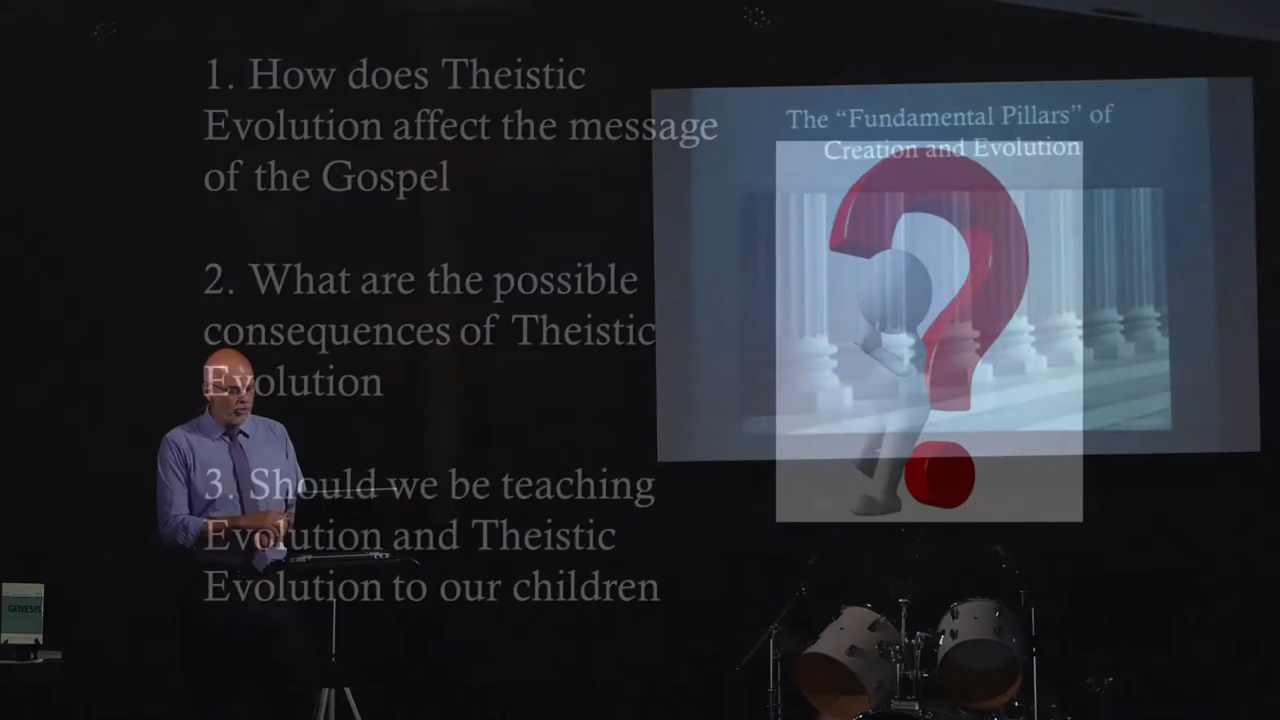 1. How does Theistic
Evolution affect the message
of the Gospel
2. What are the possible
consequences of Theistic
Evolution
3. Should we be teaching
Evolution and Theistic
Evolution to our children
The “Fundamental Pillars” of
Creation and Evolution
GENESIS